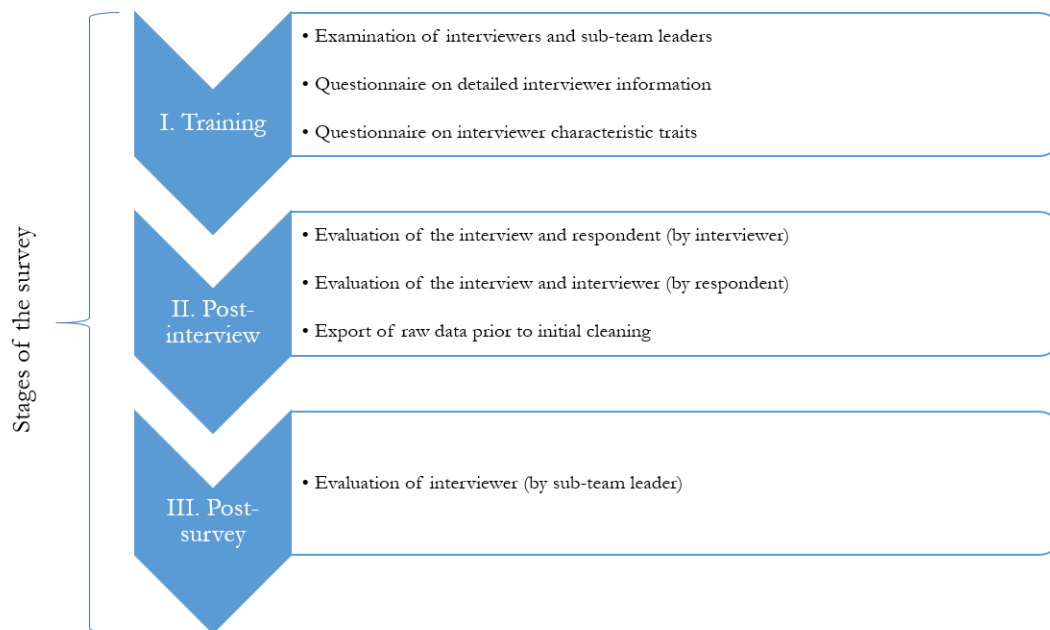 Stages of the survey
I. Training
• Examination of interviewers and sub-team leaders
• Questionnaire on detailed interviewer information
• Questionnaire on interviewer characteristic traits
II. Post-
interview
• Evaluation of the interview and respondent (by interviewer)
• Evaluation of the interview and interviewer (by respondent)
• Export of raw data prior to initial cleaning
III. Post-
survey
• Evaluation of interviewer (by sub-team leader)